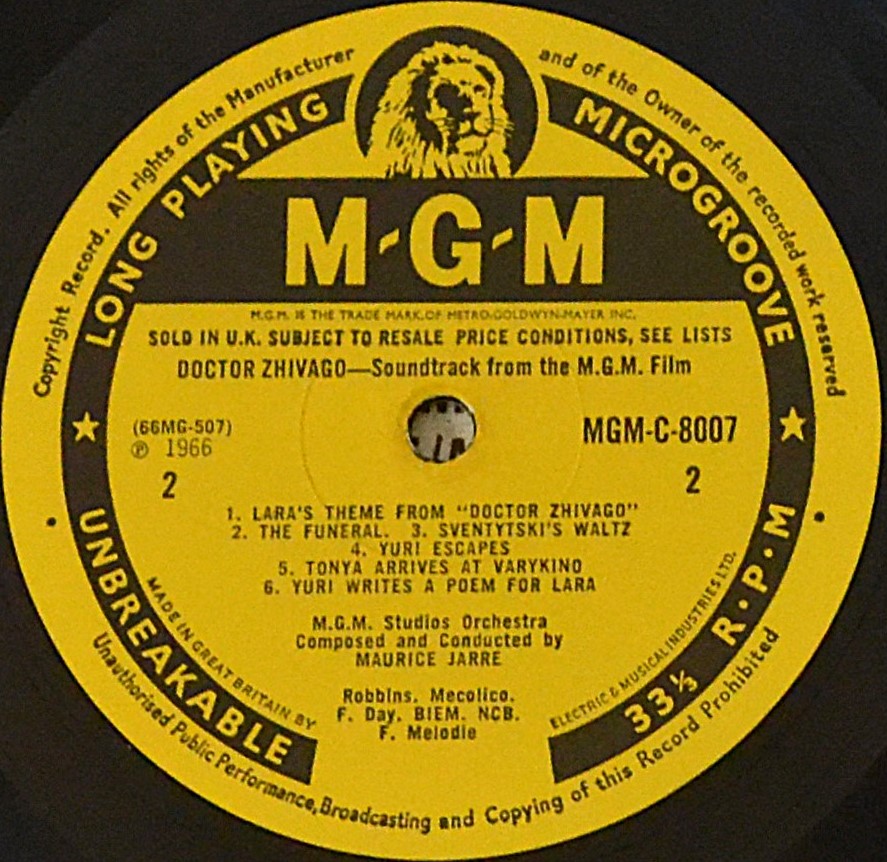 Copyright Record. All rights of the Manufacturer and of the Owner of the recorded work reserved
LONG PLAYING
MICROGROOVE
M-G-M
M.G.M. IS THE TRADE MARK OF METRO-GOLDWYN-MAYER INC.
SOLD IN U.K. SUBJECT TO RESALE PRICE CONDITIONS, SEE LISTS
DOCTOR ZHIVAGO—Soundtrack from the M.G.M. Film
(66MG-507)
℗ 1966
MGM-C-8007
2
2
1. LARA'S THEME FROM "DOCTOR ZHIVAGO"
2. THE FUNERAL. 3. SVENTYTSKI'S WALTZ
4. YURI ESCAPES
5. TONYA ARRIVES AT VARYKINO
6. YURI WRITES A POEM FOR LARA
M.G.M. Studios Orchestra
Composed and Conducted by
MAURICE JARRE
Robbins. Mecolico.
F. Day. BIEM. NCB.
F. Melodie
MADE IN GREAT BRITAIN BY
ELECTRIC & MUSICAL INDUSTRIES LTD.
UNBREAKABLE
33⅓ R·P·M
Unauthorised Public Performance, Broadcasting and Copying of this Record Prohibited